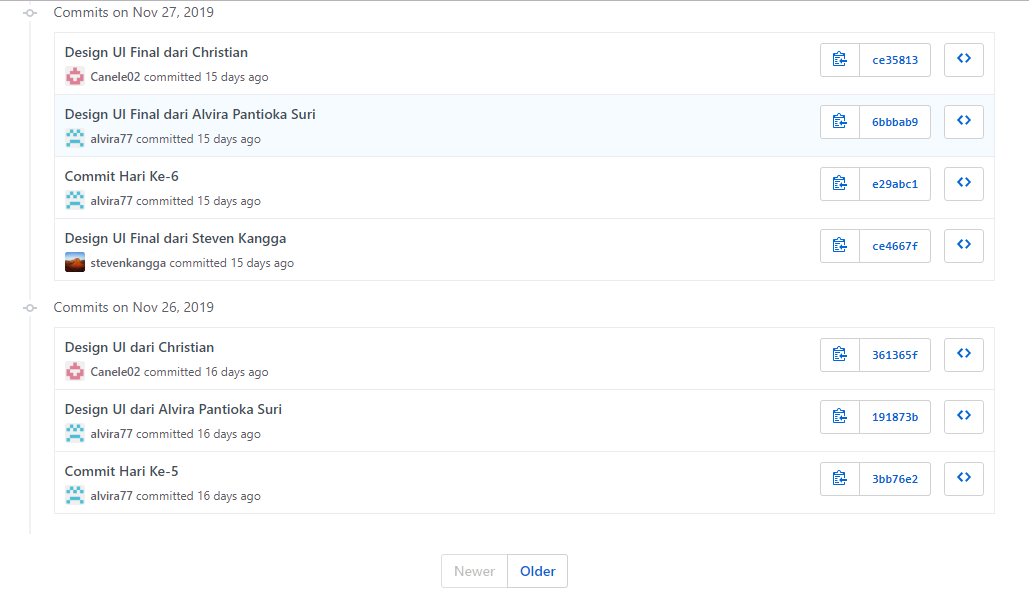 Commits on Nov 27, 2019
Design UI Final dari Christian
Canele02 committed 15 days ago
ce35813
Design UI Final dari Alvira Pantioka Suri
alvira77 committed 15 days ago
6bbbab9
Commit Hari Ke-6
alvira77 committed 15 days ago
e29abc1
Design UI Final dari Steven Kangga
stevenkangga committed 15 days ago
ce4667f
Commits on Nov 26, 2019
Design UI dari Christian
Canele02 committed 16 days ago
361365f
Design UI dari Alvira Pantioka Suri
alvira77 committed 16 days ago
191873b
Commit Hari Ke-5
alvira77 committed 16 days ago
3bb76e2
Newer Older